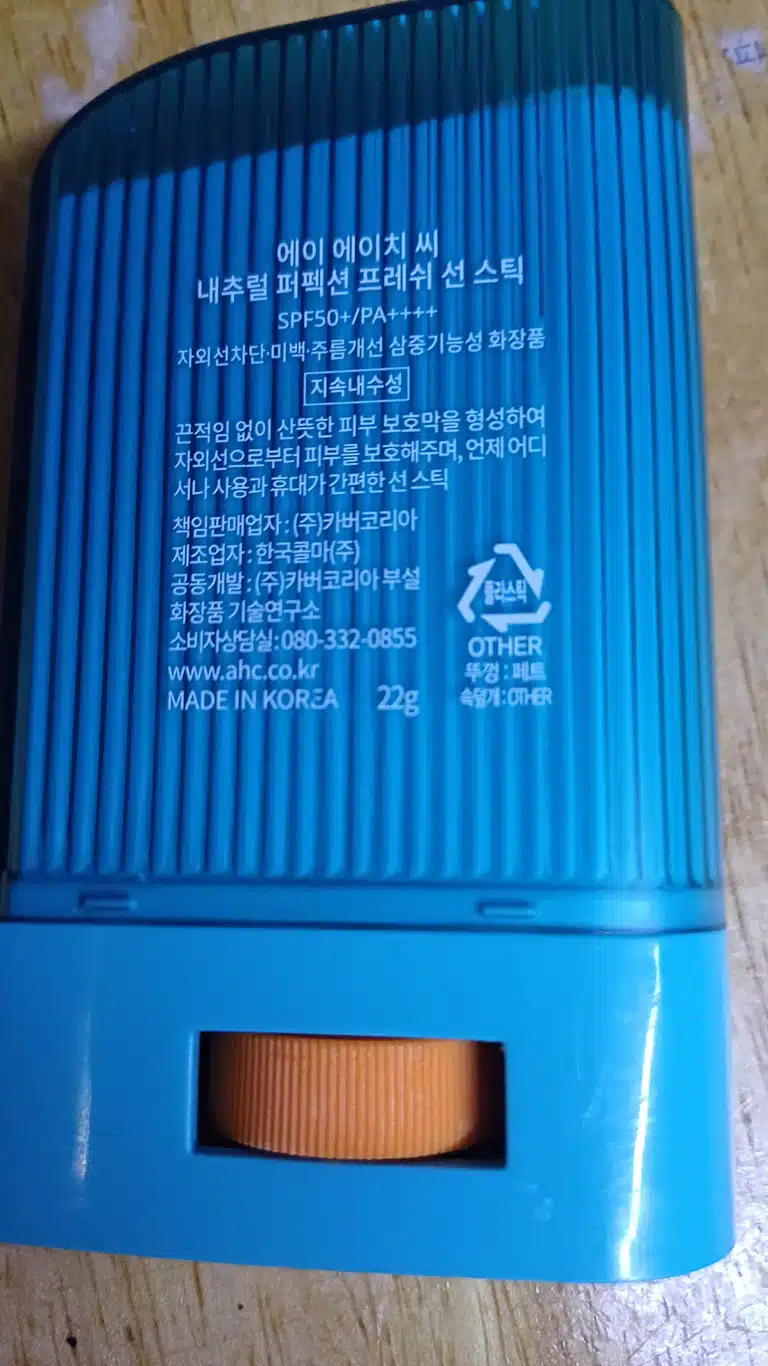 에이 에이치 씨
내추럴 퍼펙션 프레쉬 선 스틱
SPF50+/PA++++
자외선차단·미백·주름개선 삼중기능성 화장품
지속내수성
끈적임 없이 산뜻한 피부 보호막을 형성하여
자외선으로부터 피부를 보호해주며, 언제 어디
서나 사용과 휴대가 간편한 선 스틱
책임판매업자 : (주)카버코리아
제조업자 : 한국콜마(주)
공동개발 : (주)카버코리아 부설
화장품 기술연구소
소비자상담실 : 080-332-0855
www.ahc.co.kr
MADE IN KOREA 22g
플라스틱
OTHER
뚜껑 : 페트
속덮개 : OTHER